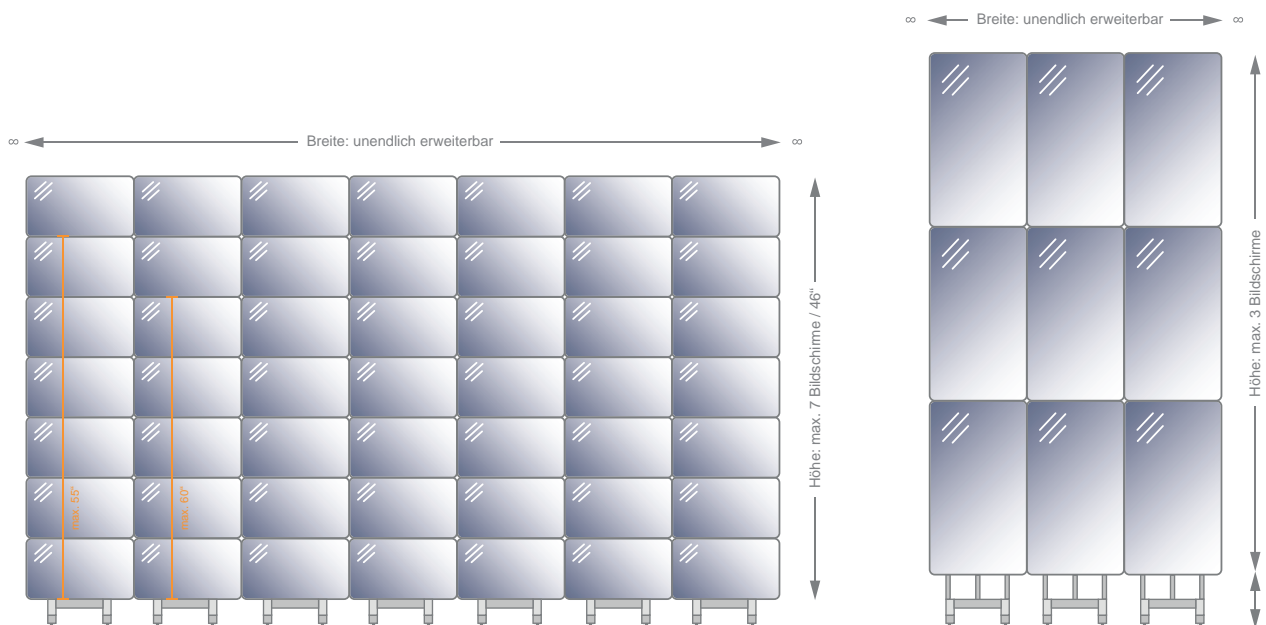 ∞ Breite: unendlich erweiterbar ∞
∞ Breite: unendlich erweiterbar ∞
Höhe: max. 7 Bildschirme / 46“
Höhe: max. 3 Bildschirme
max. 55“
max. 60“